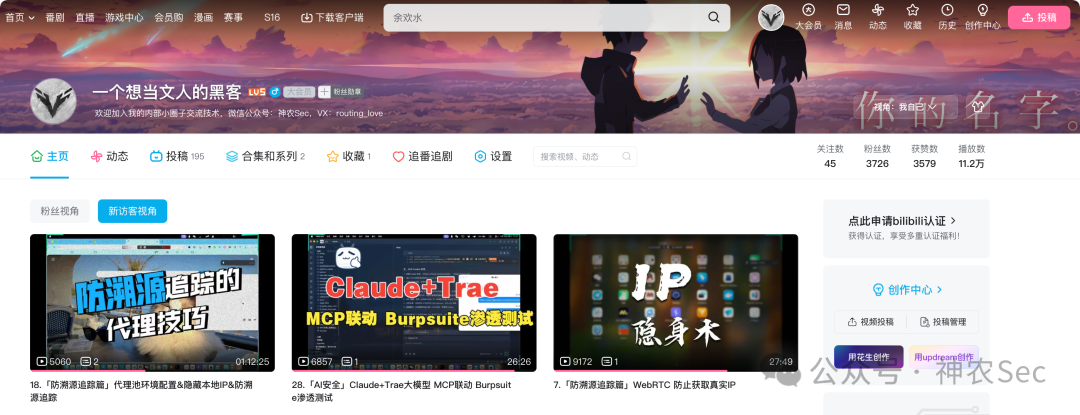 首页 番剧 直播 游戏中心 会员购 漫画 赛事 S16 下载客户端
余欢水
大会员 消息 动态 收藏 历史 创作中心 投稿
一个想当文人的黑客 LV5 大会员 粉丝勋章
欢迎加入我的内部小圈子交流技术，微信公众号：神农Sec，VX：routing_love
视角：我自己
你的名字
主页 动态 投稿 195 合集和系列 2 收藏 1 追番追剧 设置
搜索视频、动态
关注数 粉丝数 获赞数 播放数
45 3726 3579 11.2万
粉丝视角 新访客视角
防溯源追踪的
代理技巧
5060 2 01:12:25
18.「防溯源追踪篇」代理池环境配置&隐藏本地IP&防溯
源追踪
Claude+Trae
MCP联动 Burpsuite渗透测试
6857 1 26:26
28.「AI安全」Claude+Trae大模型 MCP联动 Burpsuit
e渗透测试
IP
隐身术
9172 1 27:49
7.「防溯源追踪篇」WebRTC 防止获取真实IP
点此申请bilibili认证
获得认证，享受多重认证福利!
创作中心
视频投稿 投稿管理
用花生创作 用updream创作
公众号 · 神农Sec